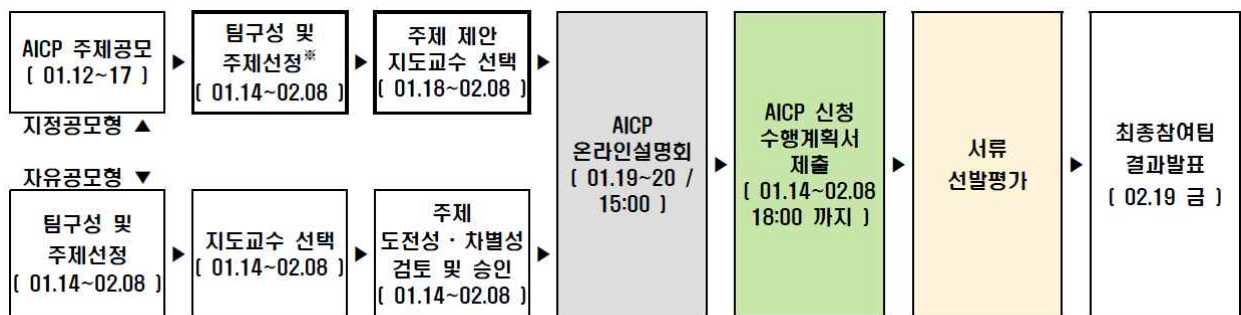 AICP 주제공모
( 01.12~17 )
▶
팀구성 및
주제선정※
( 01.14~02.08 )
▶
주제 제안
지도교수 선택
( 01.18~02.08 )
▶
지정공모형 ▲
자유공모형 ▼
팀구성 및
주제선정
( 01.14~02.08 )
▶
지도교수 선택
( 01.14~02.08 )
▶
주제
도전성 · 차별성
검토 및 승인
( 01.14~02.08 )
▶
AICP
온라인설명회
( 01.19~20 /
15:00 )
▶
AICP 신청
수행계획서
제출
( 01.14~02.08
18:00 까지 )
▶
서류
선발평가
▶
최종참여팀
결과발표
( 02.19 금 )